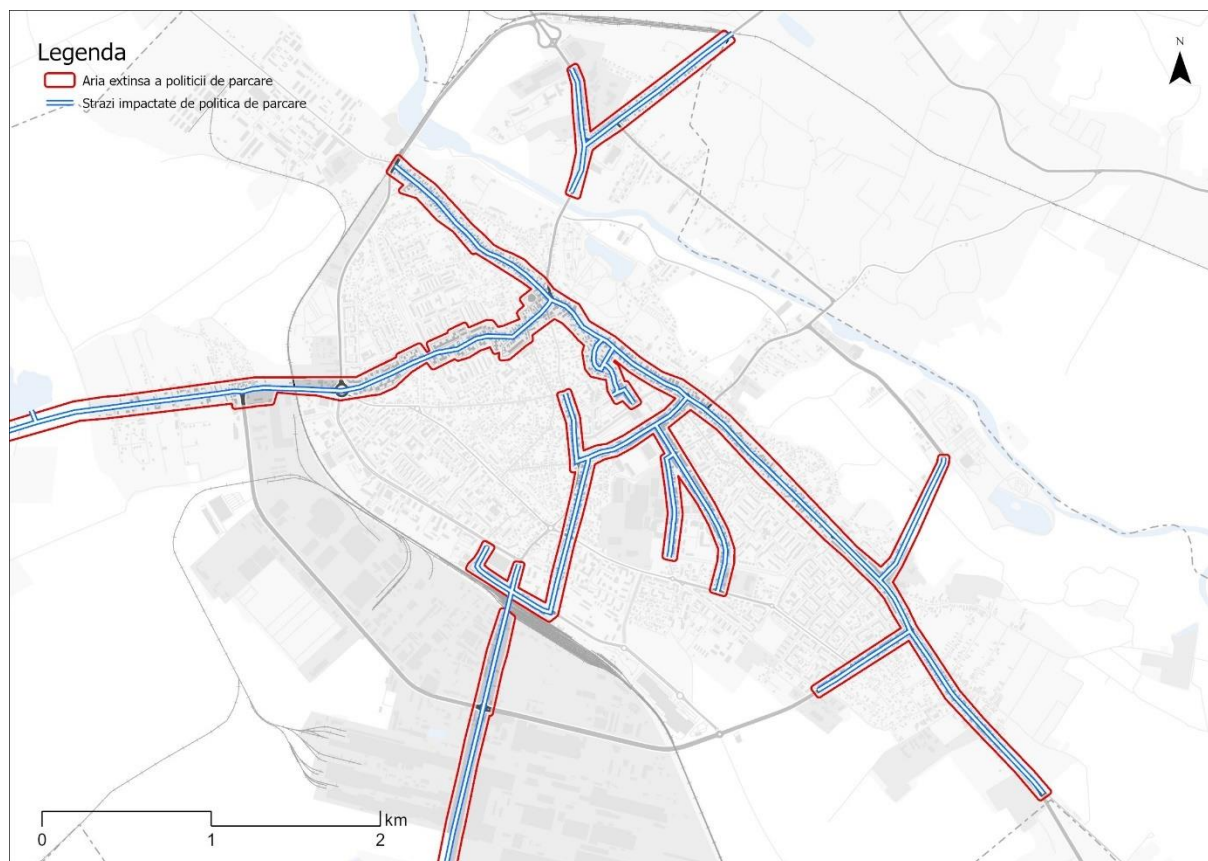 Legenda
Aria extinsa a politicii de parcare
Strazi impactate de politica de parcare
N
km
0 1 2